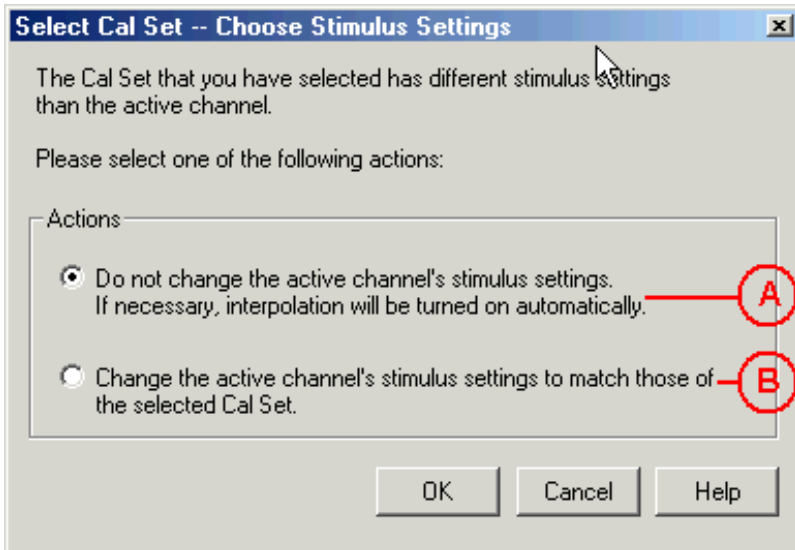 Select Cal Set -- Choose Stimulus Settings
The Cal Set that you have selected has different stimulus settings
than the active channel.
Please select one of the following actions:
Actions
Do not change the active channel's stimulus settings.
If necessary, interpolation will be turned on automatically.
A
Change the active channel's stimulus settings to match those of
the selected Cal Set.
B
OK
Cancel
Help